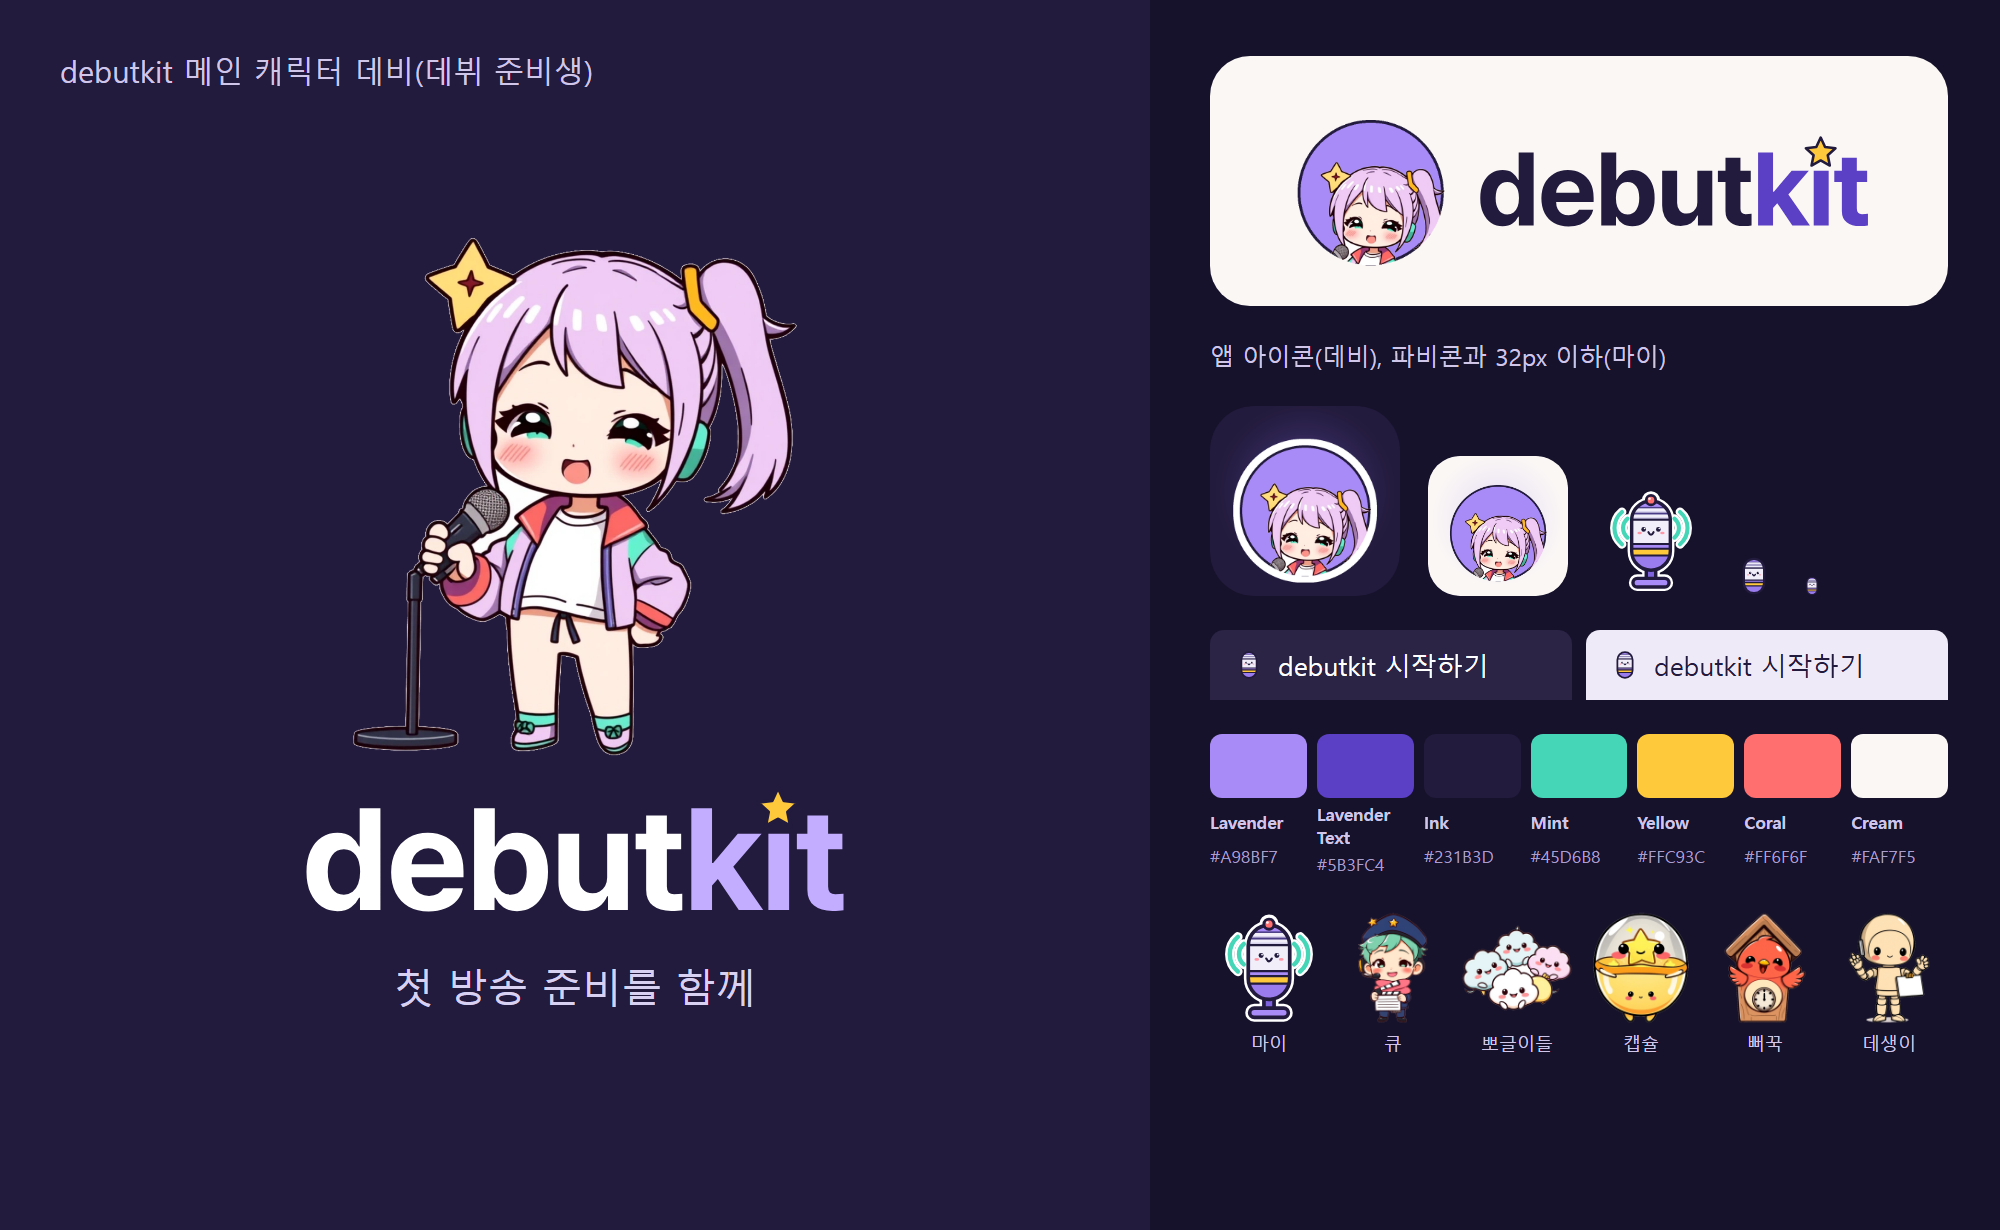 debutkit 메인 캐릭터 데비(데뷔 준비생)
debutkit
첫 방송 준비를 함께
debutkit
앱 아이콘(데비), 파비콘과 32px 이하(마이)
debutkit 시작하기
debutkit 시작하기
Lavender
#A98BF7
Lavender
Text
#5B3FC4
Ink
#231B3D
Mint
#45D6B8
Yellow
#FFC93C
Coral
#FF6F6F
Cream
#FAF7F5
마이
큐
뽀글이들
캡슐
뻐꾹
데생이